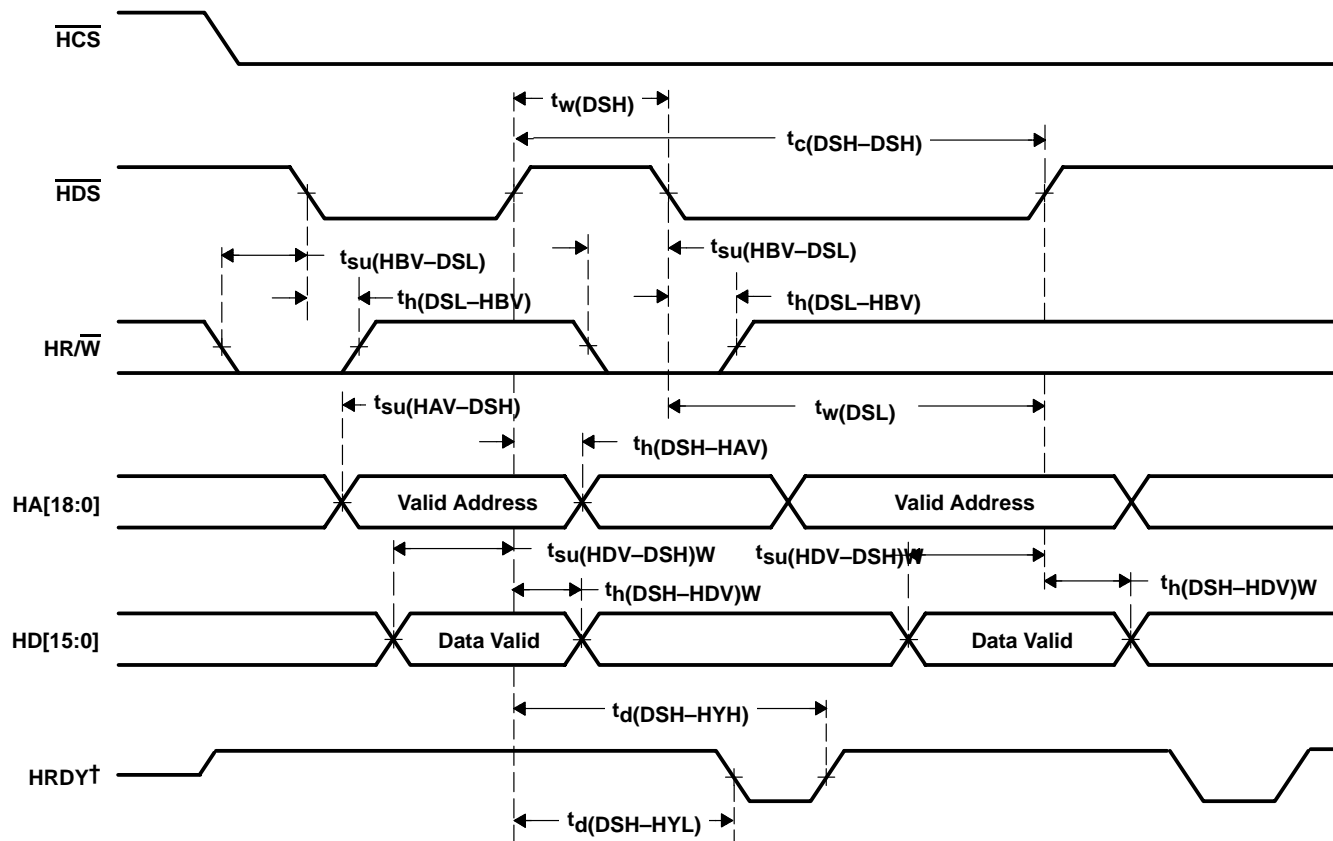 HCS
tw(DSH)
tc(DSH–DSH)
HDS
tsu(HBV–DSL)
tsu(HBV–DSL)
th(DSL–HBV)
th(DSL–HBV)
HR/W
tsu(HAV–DSH)
tw(DSL)
th(DSH–HAV)
HA[18:0]
Valid Address
Valid Address
tsu(HDV–DSH)W
tsu(HDV–DSH)W
th(DSH–HDV)W
th(DSH–HDV)W
HD[15:0]
Data Valid
Data Valid
td(DSH–HYH)
HRDY†
td(DSH–HYL)